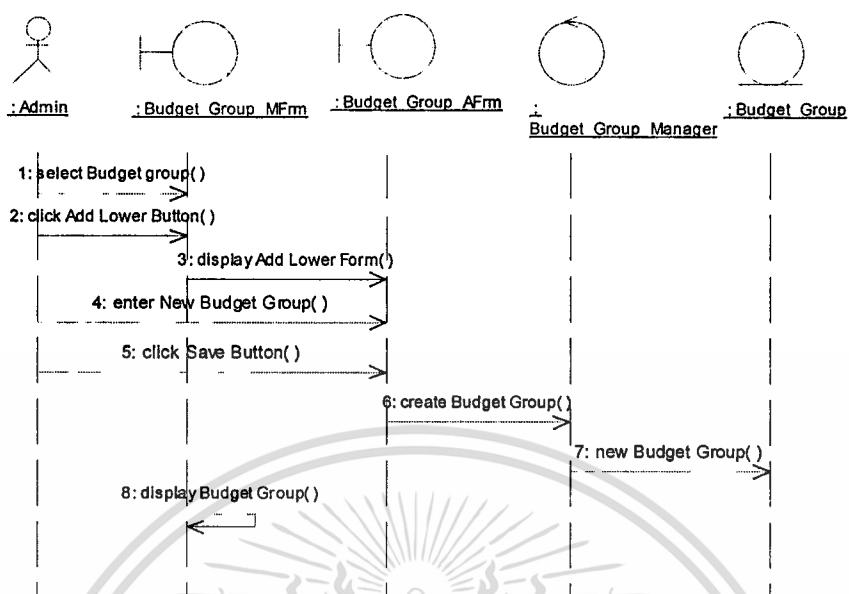 : Admin
: Budget Group MFrm
: Budget Group AFrm
:
Budget Group Manager
: Budget Group
1: select Budget group( )
2: click Add Lower Button( )
3: display Add Lower Form( )
4: enter New Budget Group( )
5: click Save Button( )
6: create Budget Group( )
7: new Budget Group( )
8: display Budget Group( )